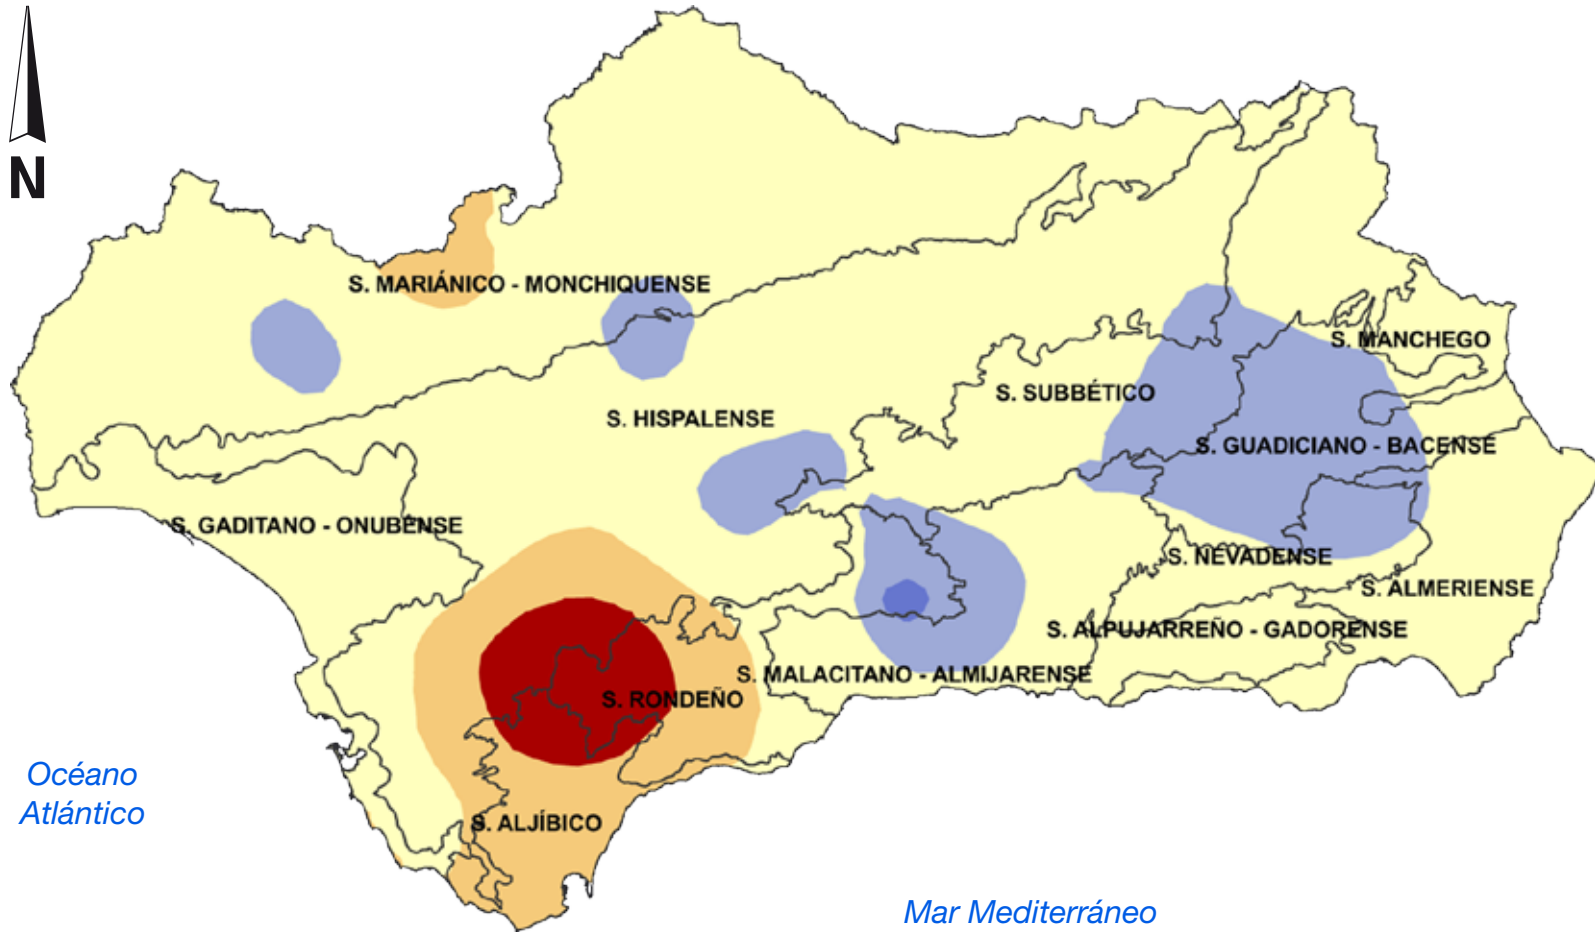 N
S. MARIÁNICO - MONCHIQUENSE
S. MANCHEGO
S. SUBBÉTICO
S. HISPALENSE
S. GUADICIANO - BACENSE
S. GADITANO - ONUBENSE
S. NEVADENSE
S. ALMERIENSE
S. ALPUJARREÑO - GADORENSE
S. MALACITANO - ALMIJARENSE
S. RONDEÑO
Océano
Atlántico
S. ALJÍBICO
Mar Mediterráneo